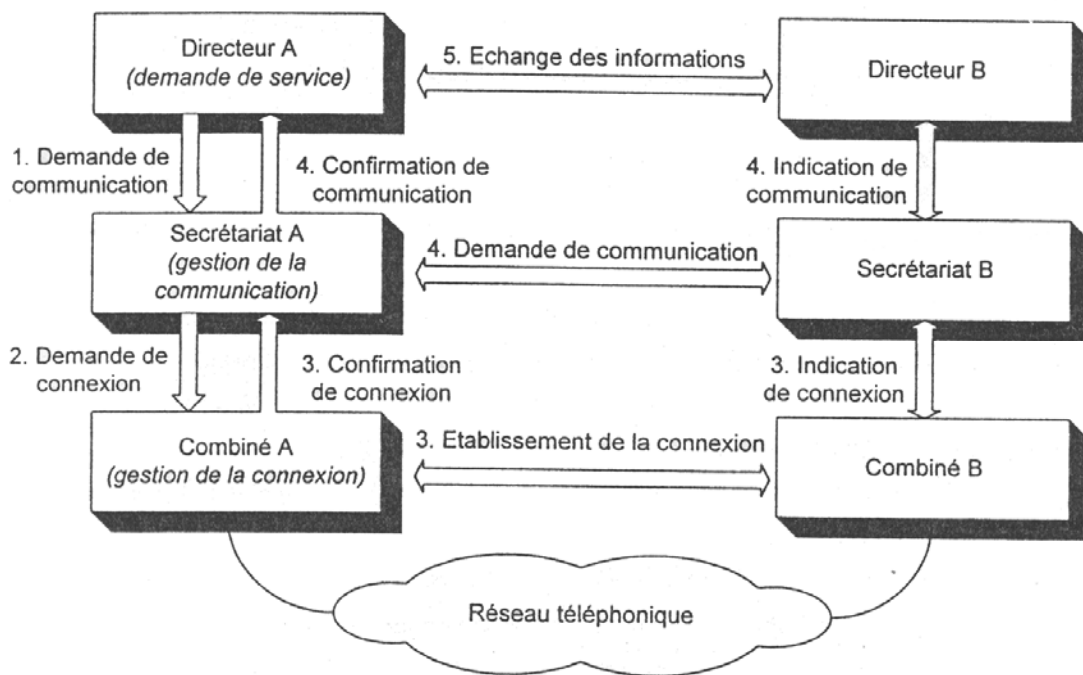 Directeur A
(demande de service)
5. Echange des informations
Directeur B
1. Demande de
communication
4. Confirmation de
communication
4. Indication de
communication
Secrétariat A
(gestion de la
communication)
4. Demande de communication
Secrétariat B
2. Demande de
connexion
3. Confirmation
de connexion
3. Indication
de connexion
Combiné A
(gestion de la connexion)
3. Etablissement de la connexion
Combiné B
Réseau téléphonique